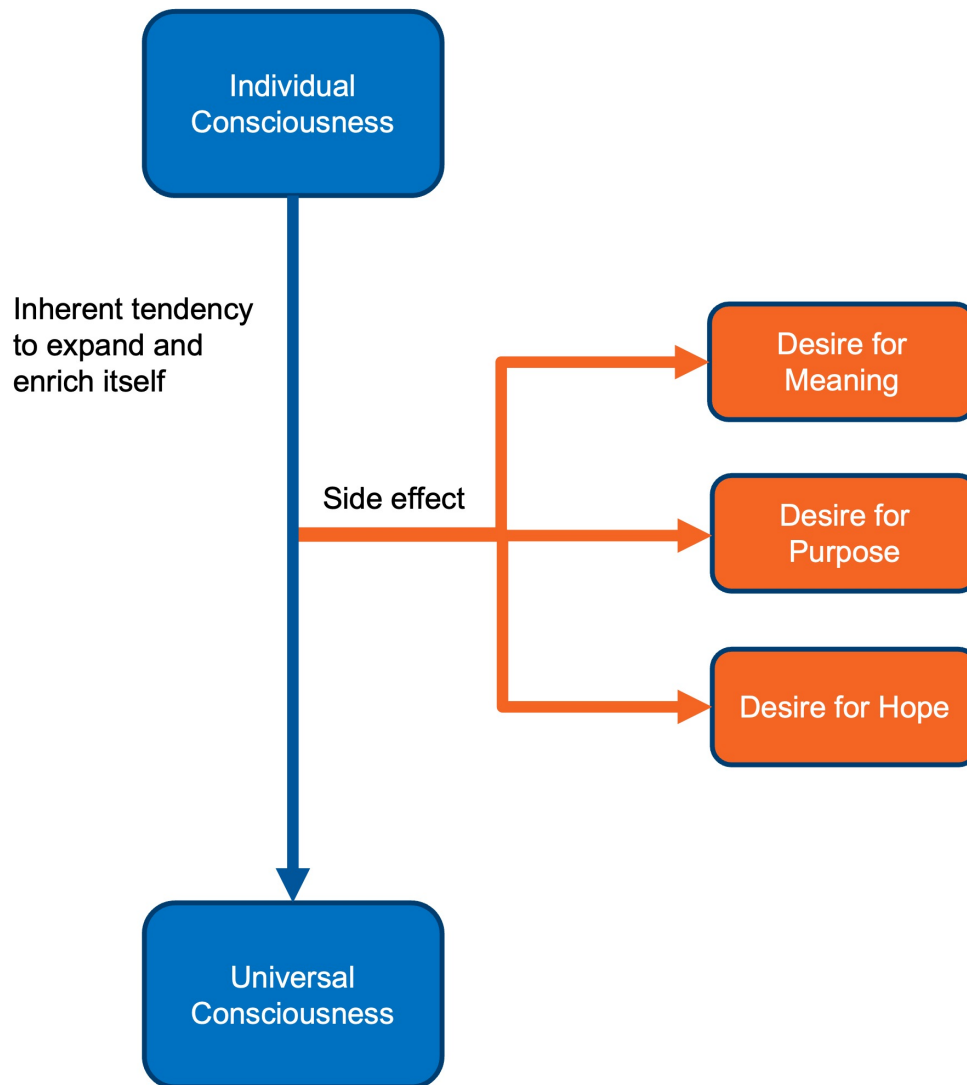 Individual
Consciousness
Inherent tendency
to expand and
enrich itself
Desire for
Meaning
Side effect
Desire for
Purpose
Desire for Hope
Universal
Consciousness